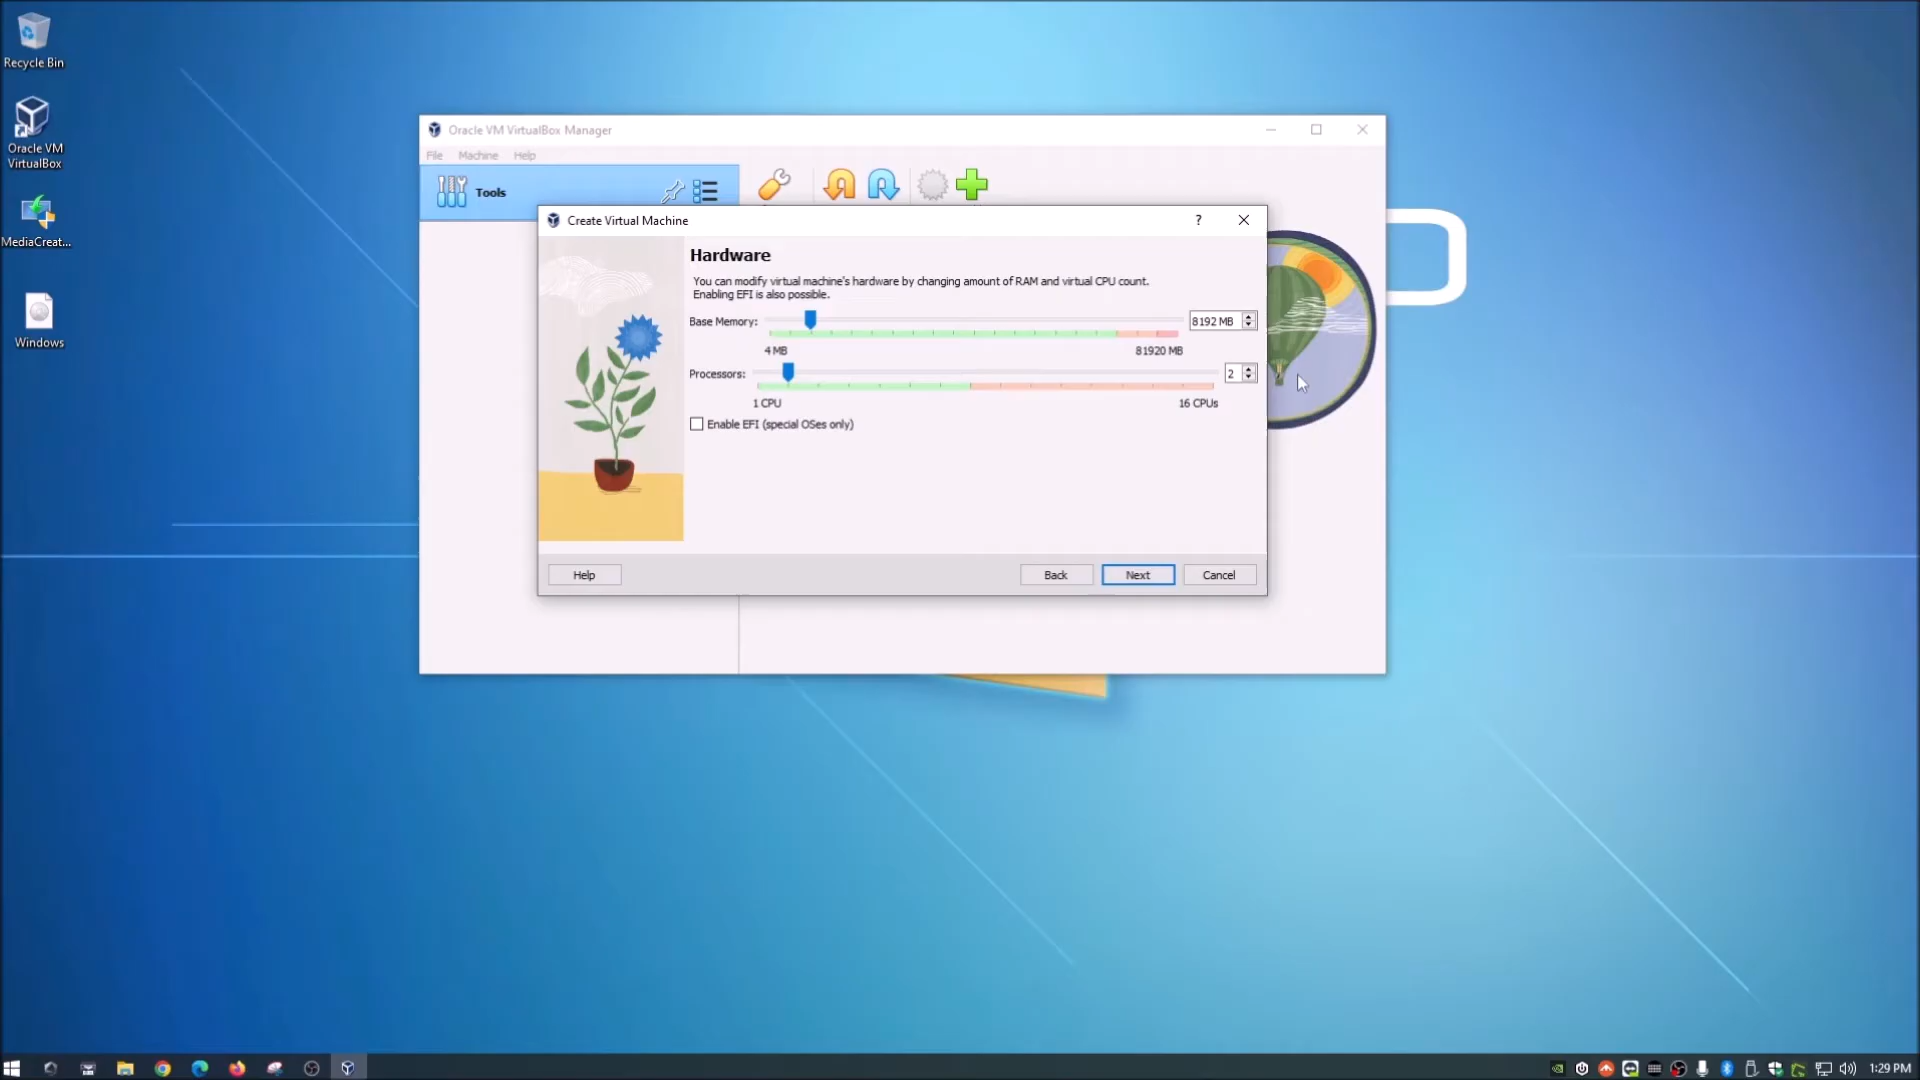 Recycle Bin
Oracle VM
VirtualBox
MediaCreat...
Windows
Oracle VM VirtualBox Manager
File Machine Help
Tools
Create Virtual Machine
?
Hardware
You can modify virtual machine's hardware by changing amount of RAM and virtual CPU count.
Enabling EFI is also possible.
Base Memory: 8192 MB
4 MB 81920 MB
Processors: 2
1 CPU 16 CPUs
Enable EFI (special OSes only)
Help Back Next Cancel
1:29 PM